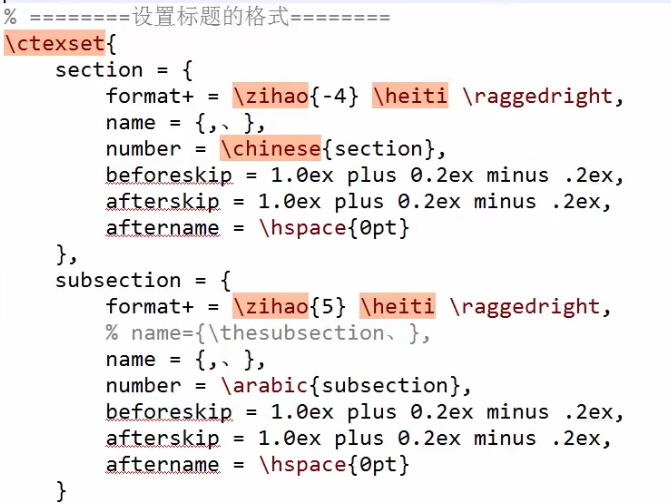 % ========设置标题的格式========
\ctexset{
    section = {
        format+ = \zihao{-4} \heiti \raggedright,
        name = {,、},
        number = \chinese{section},
        beforeskip = 1.0ex plus 0.2ex minus .2ex,
        afterskip = 1.0ex plus 0.2ex minus .2ex,
        aftername = \hspace{0pt}
    },
    subsection = {
        format+ = \zihao{5} \heiti \raggedright,
        % name={\thesubsection、},
        name = {,、},
        number = \arabic{subsection},
        beforeskip = 1.0ex plus 0.2ex minus .2ex,
        afterskip = 1.0ex plus 0.2ex minus .2ex,
        aftername = \hspace{0pt}
    }